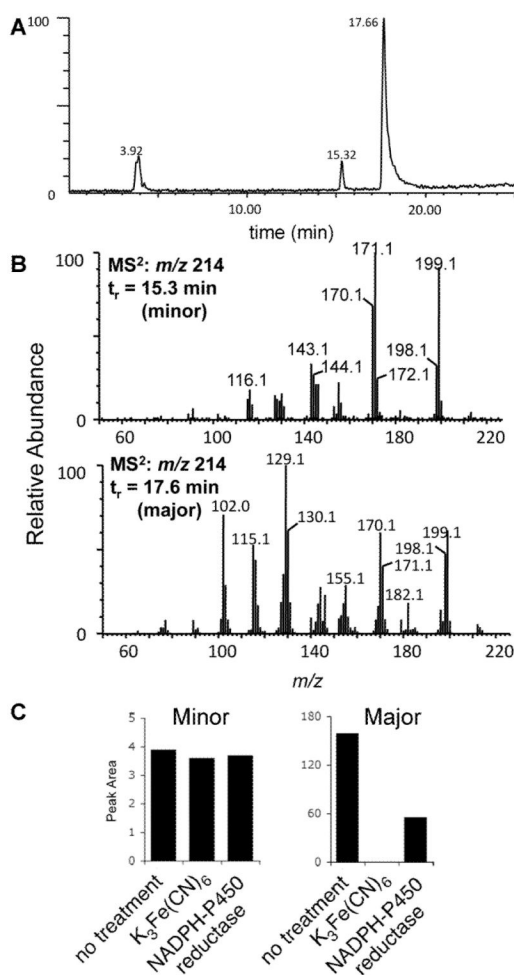 A
100
0
3.92
15.32
17.66
10.00
20.00
time (min)
B
Relative Abundance
100
0
MS²: m/z 214
tᵣ = 15.3 min
(minor)
116.1
143.1
144.1
170.1
171.1
172.1
198.1
199.1
60
100
140
180
220
100
0
MS²: m/z 214
tᵣ = 17.6 min
(major)
102.0
115.1
129.1
130.1
155.1
170.1
171.1
182.1
198.1
199.1
60
100
140
180
220
m/z
C
Minor
Peak Area
5
4
3
2
1
0
no treatment
K₃Fe(CN)₆
NADPH-P450
reductase
Major
180
120
60
0
no treatment
K₃Fe(CN)₆
NADPH-P450
reductase